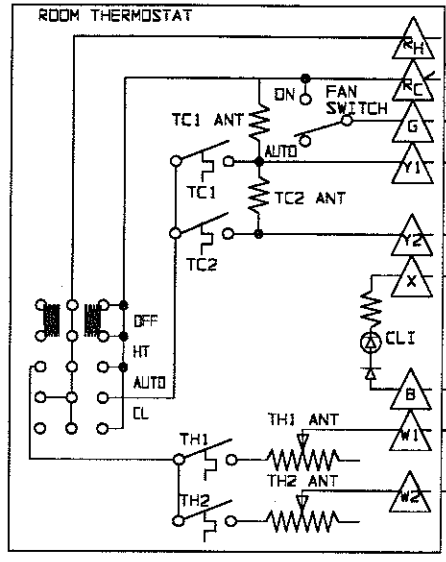 ROOM THERMOSTAT
RH
RC
ON
FAN
SWITCH
G
TC1 ANT
AUTO
Y1
TC1
TC2 ANT
Y2
TC2
X
OFF
CLI
HT
AUTO
B
CL
TH1 ANT
W1
TH1
TH2 ANT
W2
TH2